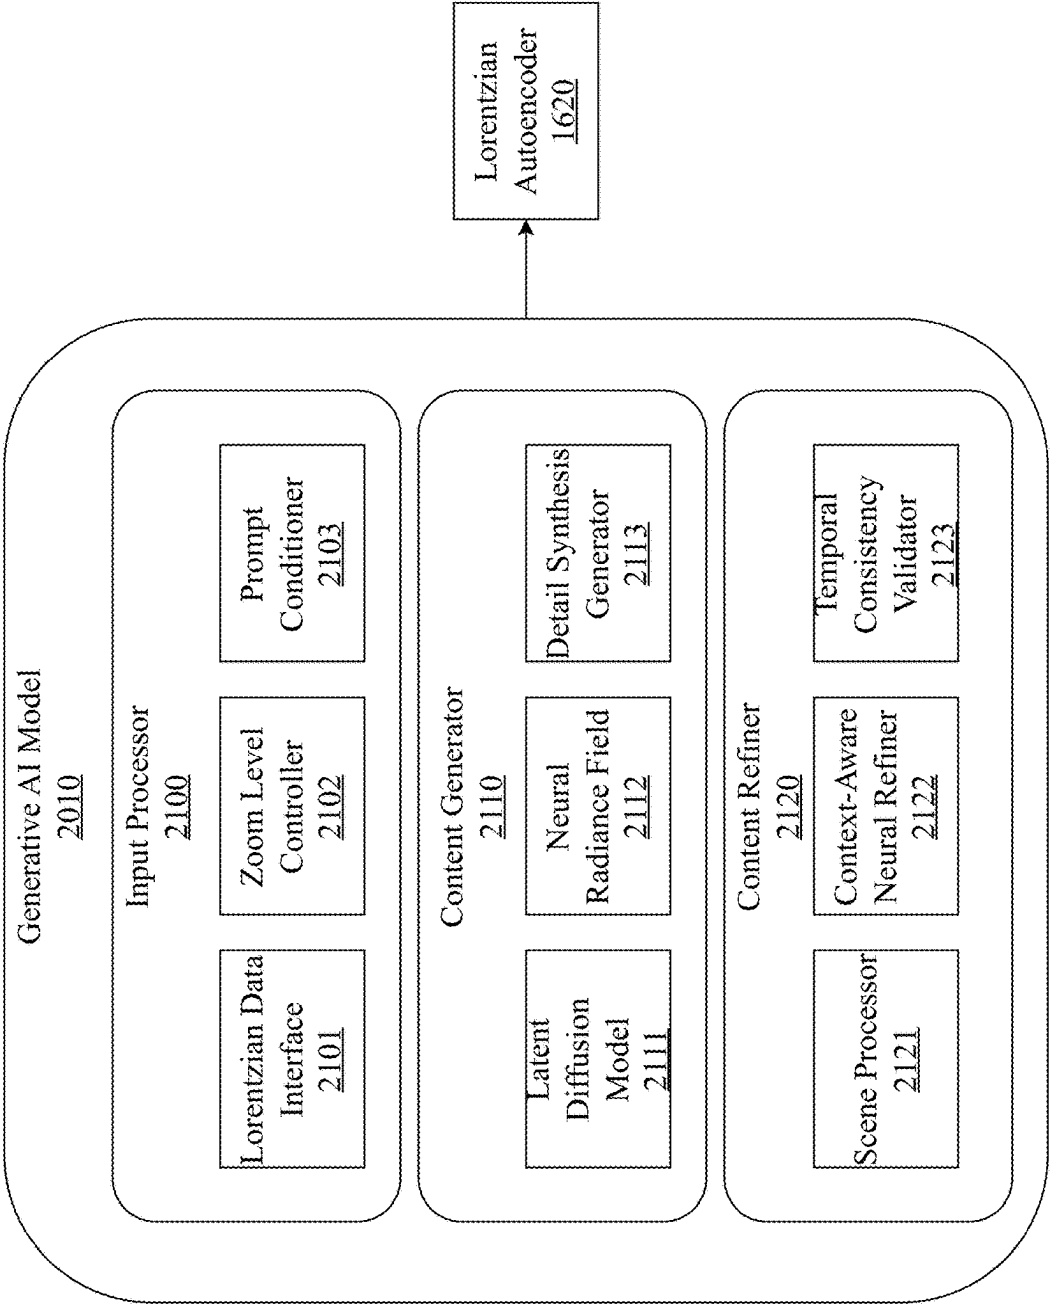 Generative AI Model
2010
Input Processor
2100
Lorentzian Data
Interface
2101
Zoom Level
Controller
2102
Prompt
Conditioner
2103
Content Generator
2110
Latent
Diffusion
Model
2111
Neural
Radiance Field
2112
Detail Synthesis
Generator
2113
Content Refiner
2120
Scene Processor
2121
Context-Aware
Neural Refiner
2122
Temporal
Consistency
Validator
2123
Lorentzian
Autoencoder
1620